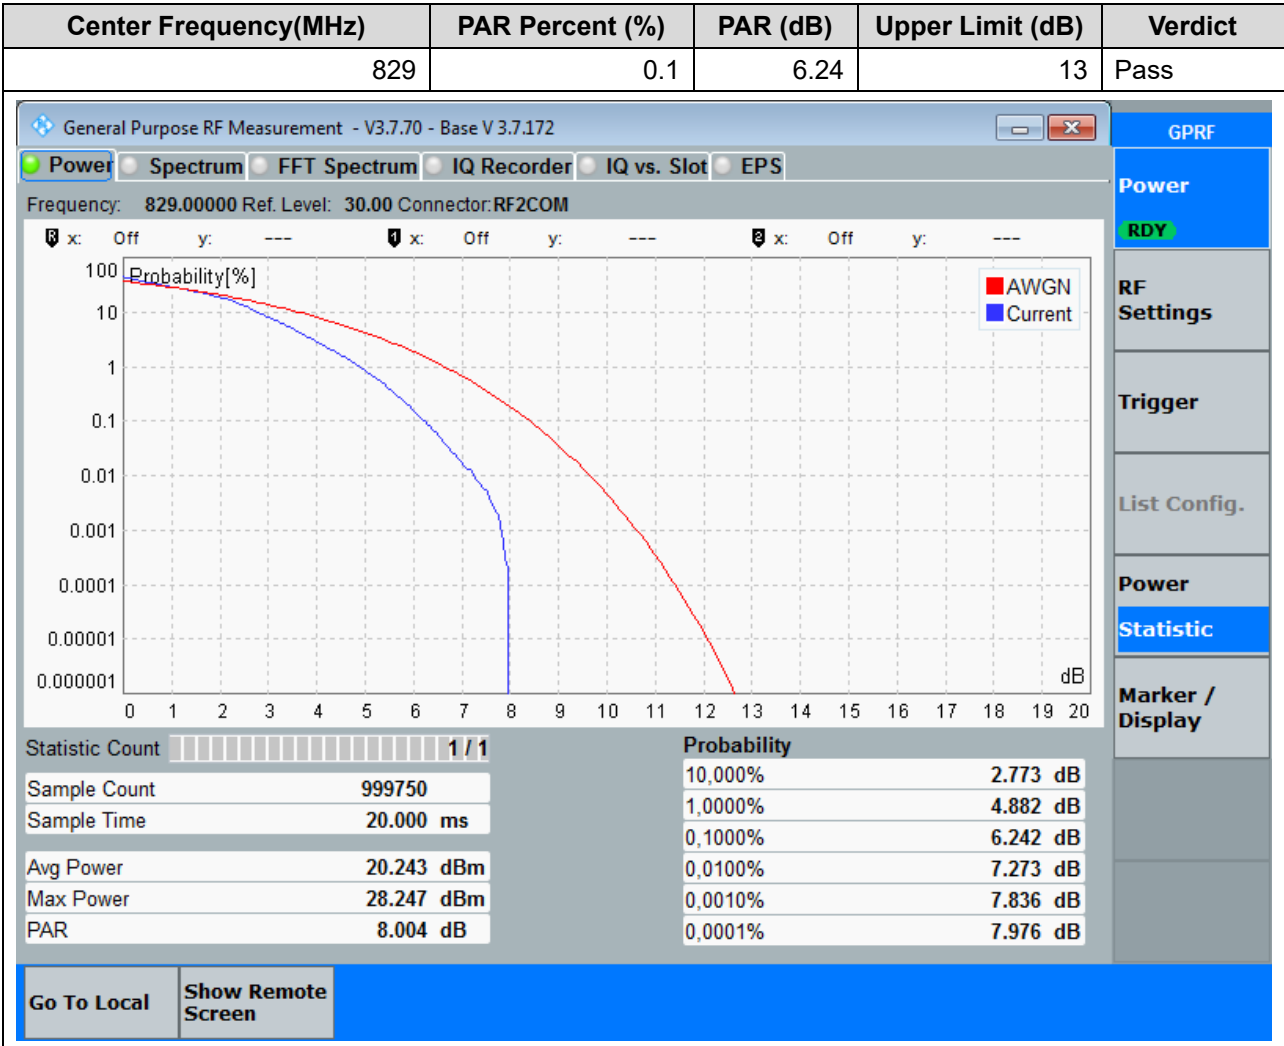 Center Frequency(MHz) PAR Percent (%) PAR (dB) Upper Limit (dB) Verdict
829 0.1 6.24 13 Pass
General Purpose RF Measurement - V3.7.70 - Base V 3.7.172
GPRF
Power Spectrum FFT Spectrum IQ Recorder IQ vs. Slot EPS
Frequency: 829.00000 Ref. Level: 30.00 Connector: RF2COM
R x: Off y: --- 1 x: Off y: --- 2 x: Off y: ---
Probability[%]
AWGN
Current
100
10
1
0.1
0.01
0.001
0.0001
0.00001
0.000001
dB
0 1 2 3 4 5 6 7 8 9 10 11 12 13 14 15 16 17 18 19 20
Statistic Count 1 / 1
Sample Count 999750
Sample Time 20.000 ms
Avg Power 20.243 dBm
Max Power 28.247 dBm
PAR 8.004 dB
Probability
10,000% 2.773 dB
1,0000% 4.882 dB
0,1000% 6.242 dB
0,0100% 7.273 dB
0,0010% 7.836 dB
0,0001% 7.976 dB
Power
RDY
RF
Settings
Trigger
List Config.
Power
Statistic
Marker /
Display
Go To Local
Show Remote
Screen